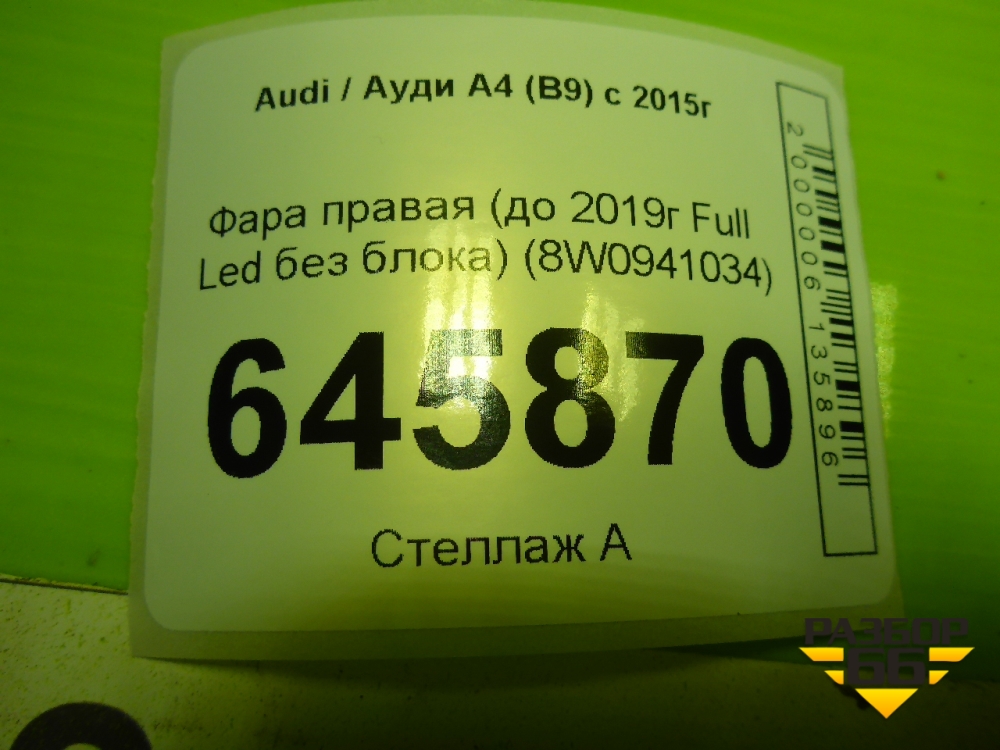 Audi / Ауди A4 (B9) с 2015г
Фара правая (до 2019г Full
Led без блока) (8W0941034)
645870
Стеллаж А
2000006135896
РАЗБОР
66